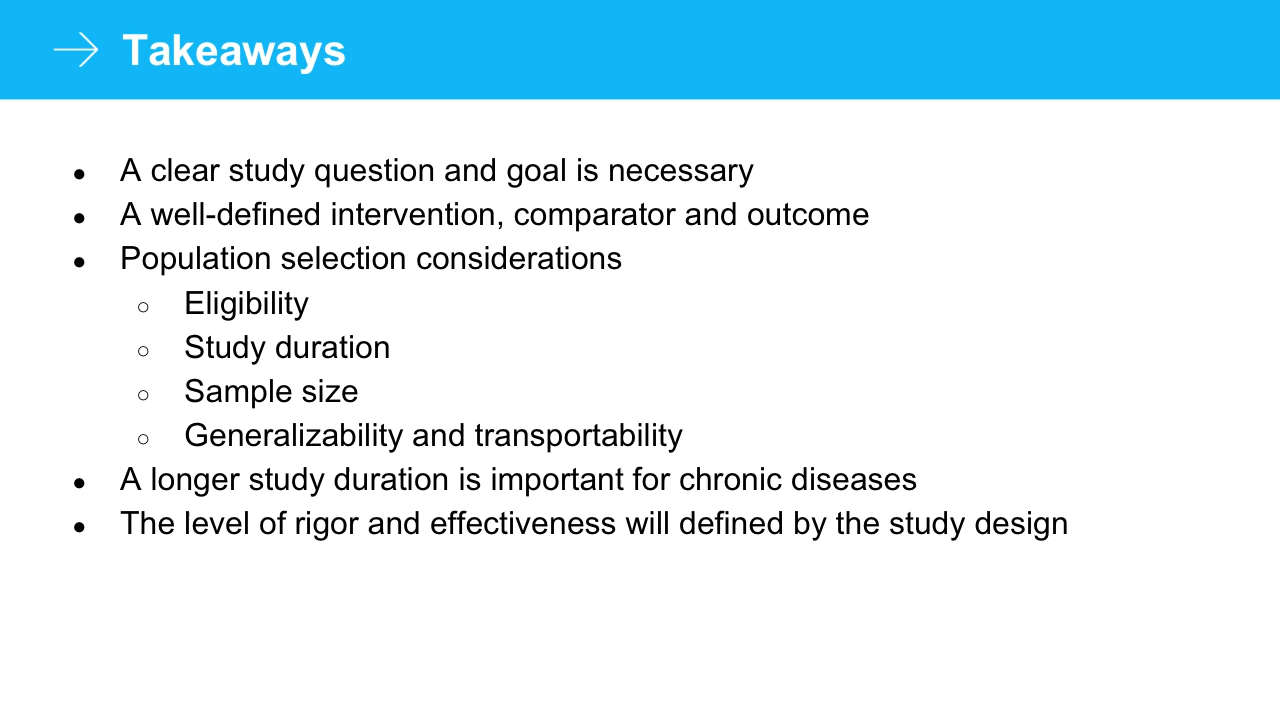 Takeaways
● A clear study question and goal is necessary
● A well-defined intervention, comparator and outcome
● Population selection considerations
○ Eligibility
○ Study duration
○ Sample size
○ Generalizability and transportability
● A longer study duration is important for chronic diseases
● The level of rigor and effectiveness will defined by the study design